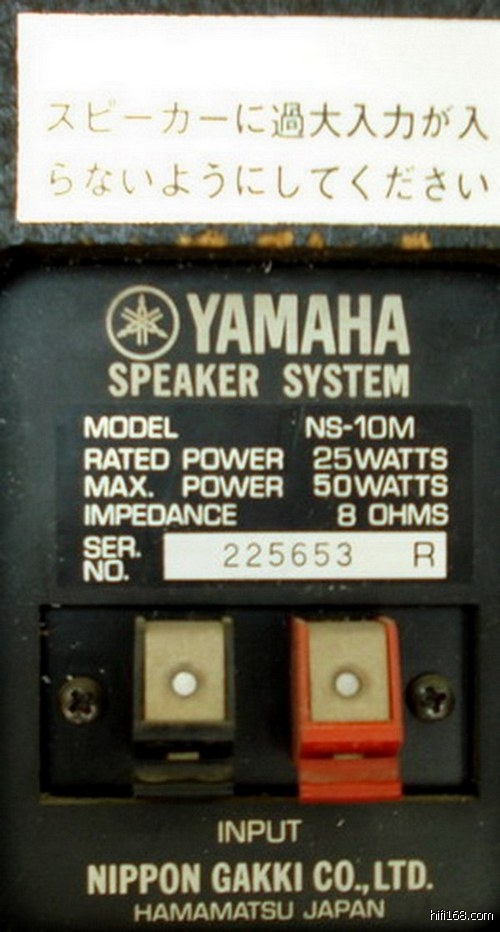 スピーカーに過大入力が入
らないようにしてください
YAMAHA
SPEAKER SYSTEM
MODEL NS-10M
RATED POWER 25WATTS
MAX. POWER 50WATTS
IMPEDANCE 8 OHMS
SER. NO. 225653 R
INPUT
NIPPON GAKKI CO., LTD.
HAMAMATSU JAPAN
hifi168.com